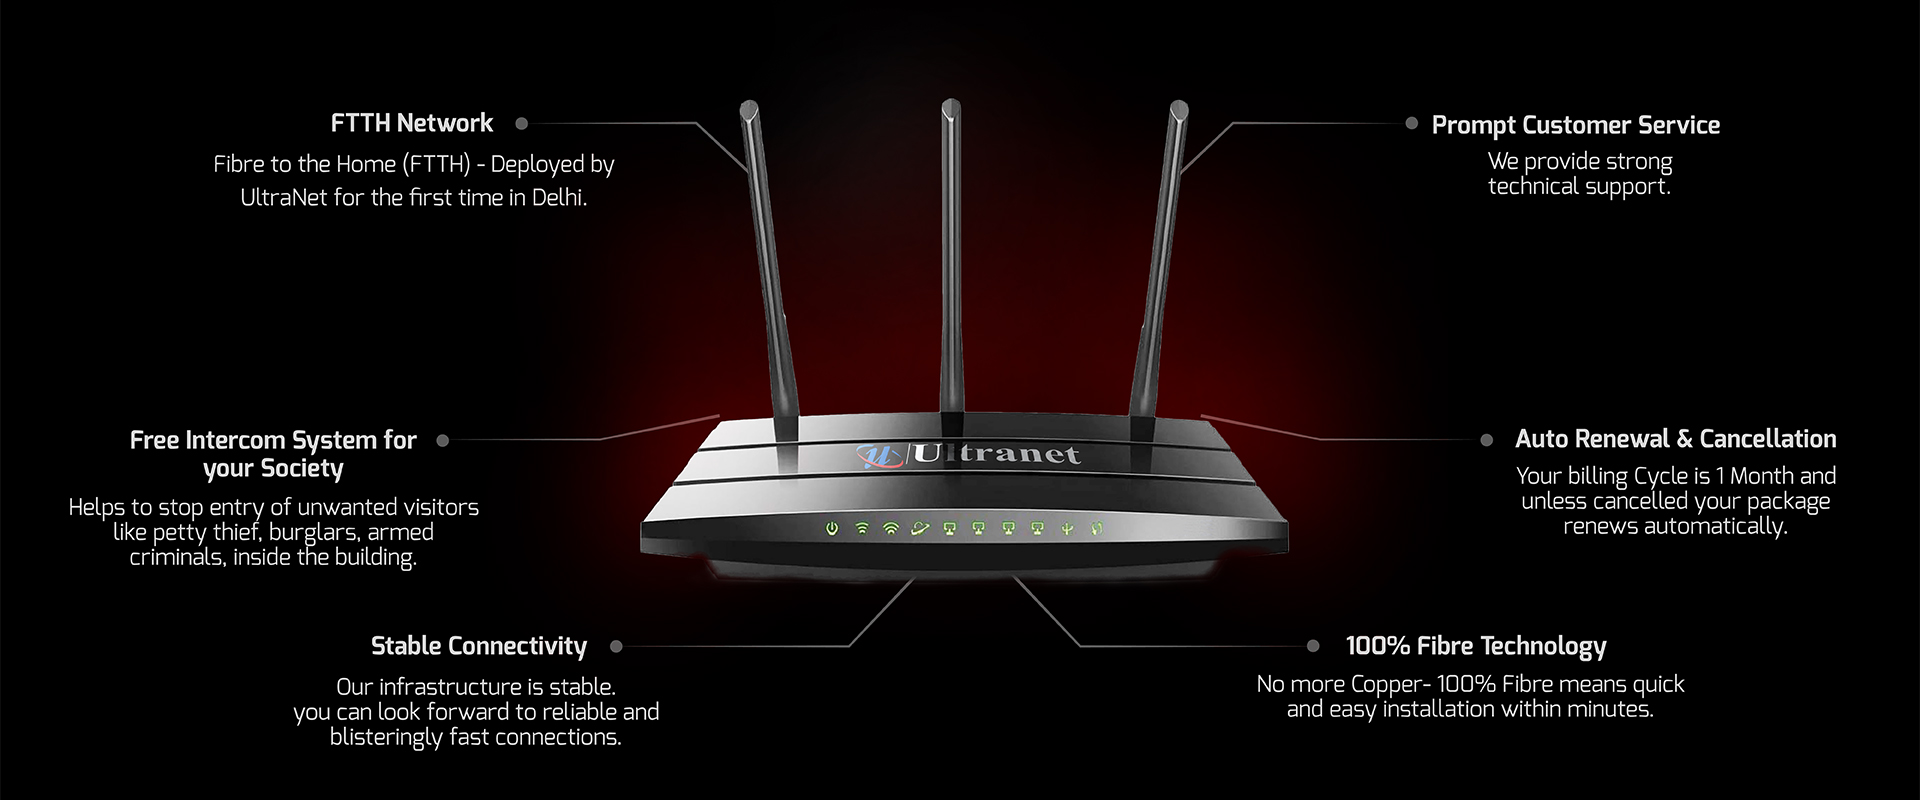 FTTH Network
Fibre to the Home (FTTH) - Deployed by
UltraNet for the first time in Delhi.
Prompt Customer Service
We provide strong
technical support.
Free Intercom System for
your Society
Helps to stop entry of unwanted visitors
like petty thief, burglars, armed
criminals, inside the building.
u Ultranet
Auto Renewal & Cancellation
Your billing Cycle is 1 Month and
unless cancelled your package
renews automatically.
Stable Connectivity
Our infrastructure is stable.
you can look forward to reliable and
blisteringly fast connections.
100% Fibre Technology
No more Copper- 100% Fibre means quick
and easy installation within minutes.